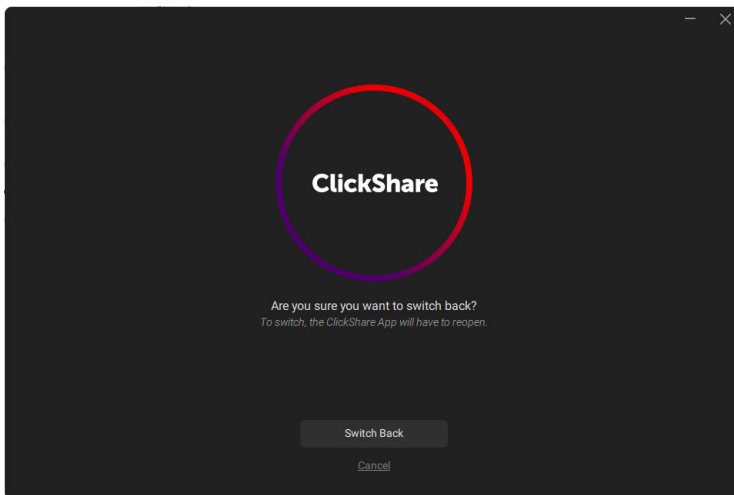 ClickShare
Are you sure you want to switch back?
To switch, the ClickShare App will have to reopen.
Switch Back
Cancel